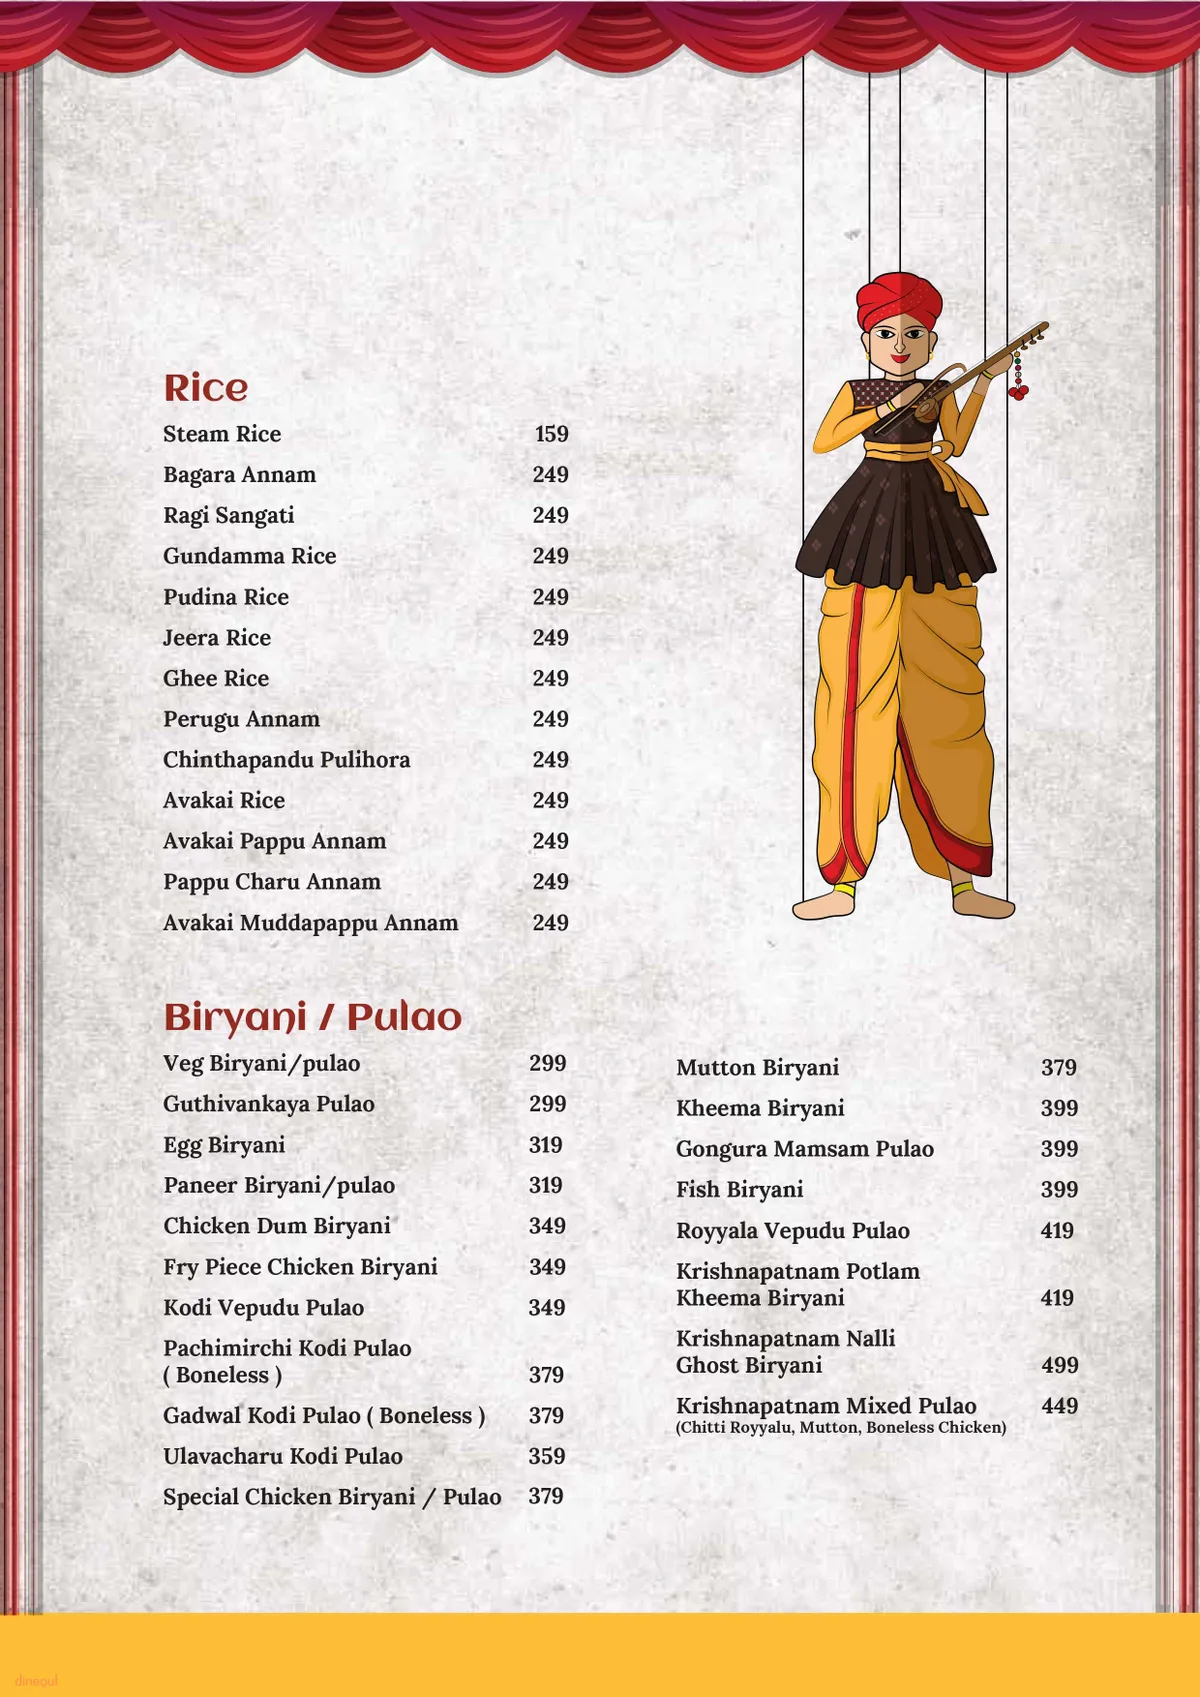 Rice
Steam Rice 159
Bagara Annam 249
Ragi Sangati 249
Gundamma Rice 249
Pudina Rice 249
Jeera Rice 249
Ghee Rice 249
Perugu Annam 249
Chinthapandu Pulihora 249
Avakai Rice 249
Avakai Pappu Annam 249
Pappu Charu Annam 249
Avakai Muddapappu Annam 249
Biryani / Pulao
Veg Biryani/pulao 299
Guthivankaya Pulao 299
Egg Biryani 319
Paneer Biryani/pulao 319
Chicken Dum Biryani 349
Fry Piece Chicken Biryani 349
Kodi Vepudu Pulao 349
Pachimirchi Kodi Pulao
( Boneless ) 379
Gadwal Kodi Pulao ( Boneless ) 379
Ulavacharu Kodi Pulao 359
Special Chicken Biryani / Pulao 379
Mutton Biryani 379
Kheema Biryani 399
Gongura Mamsam Pulao 399
Fish Biryani 399
Royyala Vepudu Pulao 419
Krishnapatnam Potlam
Kheema Biryani 419
Krishnapatnam Nalli
Ghost Biryani 499
Krishnapatnam Mixed Pulao 449
(Chitti Royyalu, Mutton, Boneless Chicken)